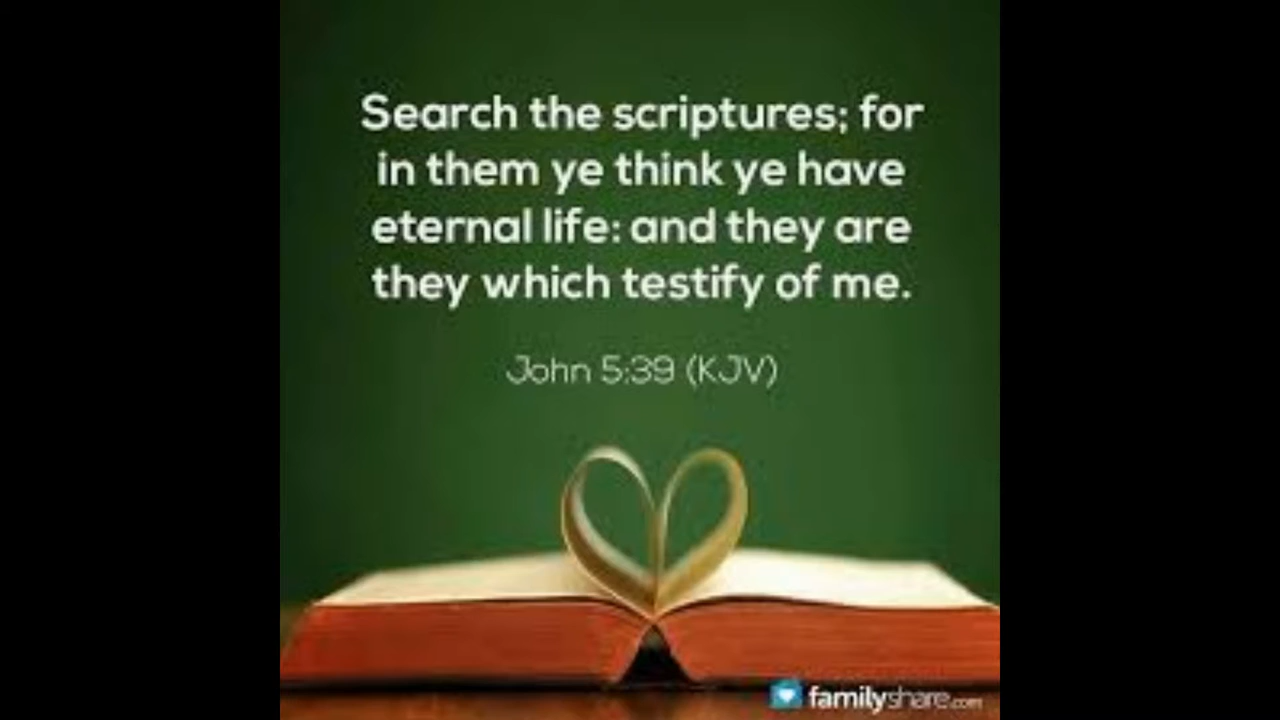 Search the scriptures; for
in them ye think ye have
eternal life: and they are
they which testify of me.
John 5:39 (KJV)
familyshare.com